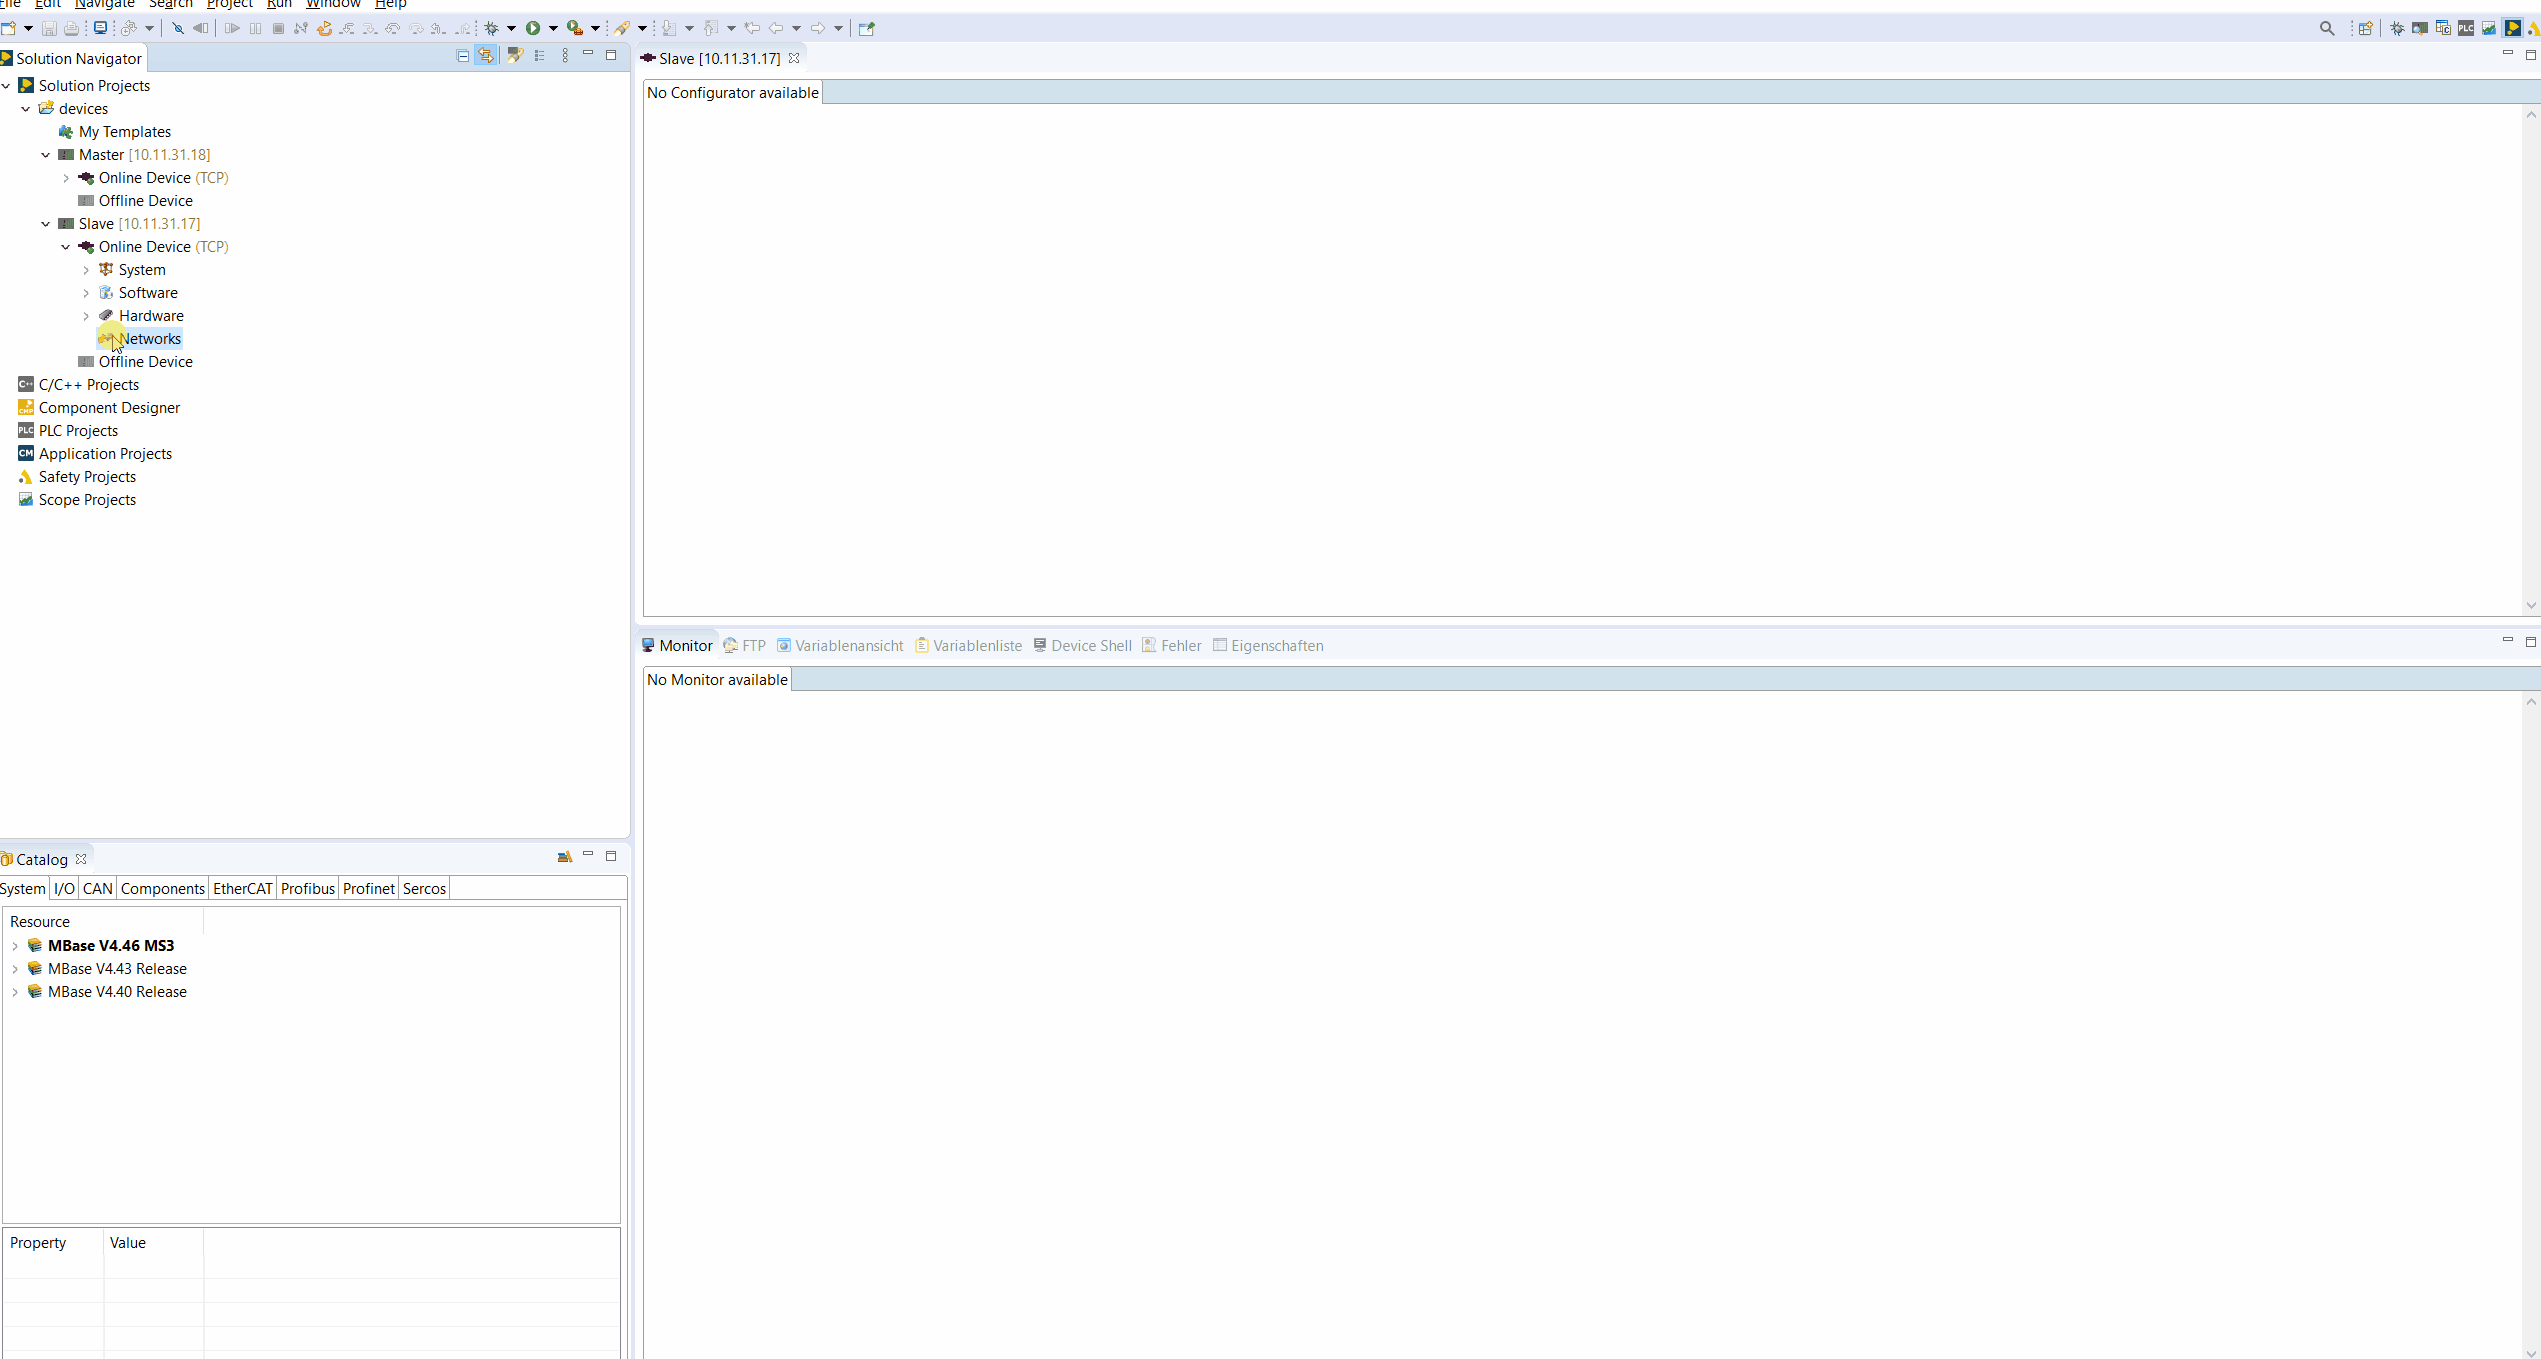 File Edit Navigate Search Project Run Window Help
Solution Navigator
Solution Projects
devices
My Templates
Master [10.11.31.18]
Online Device (TCP)
Offline Device
Slave [10.11.31.17]
Online Device (TCP)
System
Software
Hardware
Networks
Offline Device
C/C++ Projects
Component Designer
PLC Projects
Application Projects
Safety Projects
Scope Projects
Catalog
System I/O CAN Components EtherCAT Profibus Profinet Sercos
Resource
MBase V4.46 MS3
MBase V4.43 Release
MBase V4.40 Release
Property Value
Slave [10.11.31.17]
No Configurator available
Monitor FTP Variablenansicht Variablenliste Device Shell Fehler Eigenschaften
No Monitor available